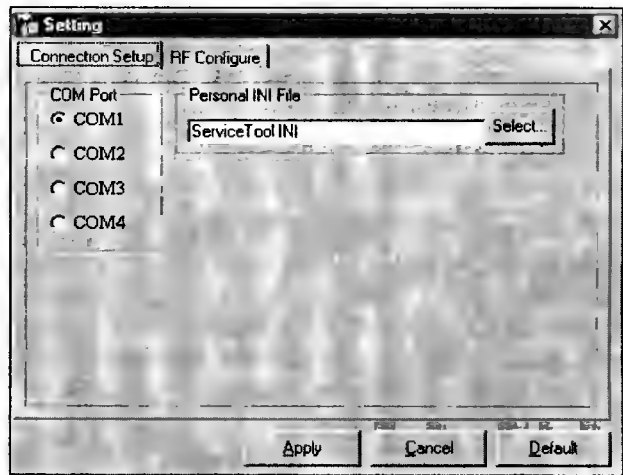 Setting
Connection Setup RF Configure
COM Port
COM1
COM2
COM3
COM4
Personal INI File
ServiceTool INI Select...
Apply Cancel Default